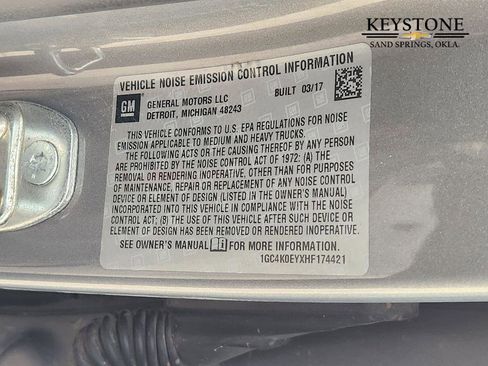 KEYSTONE
SAND SPRINGS, OKLA.
VEHICLE NOISE EMISSION CONTROL INFORMATION
GM
GENERAL MOTORS LLC BUILT 03/17
DETROIT, MICHIGAN 48243
THIS VEHICLE CONFORMS TO U.S. EPA REGULATIONS FOR NOISE
EMISSION APPLICABLE TO MEDIUM AND HEAVY TRUCKS.
THE FOLLOWING ACTS OR THE CAUSING THEREOF BY ANY PERSON
ARE PROHIBITED BY THE NOISE CONTROL ACT OF 1972: (A) THE
REMOVAL OR RENDERING INOPERATIVE, OTHER THAN FOR PURPOSES
OF MAINTENANCE, REPAIR OR REPLACEMENT OF ANY NOISE CONTROL
DEVICE OR ELEMENT OF DESIGN (LISTED IN THE OWNER'S MANUAL)
INCORPORATED INTO THIS VEHICLE IN COMPLIANCE WITH THE NOISE
CONTROL ACT; (B) THE USE OF THIS VEHICLE AFTER SUCH DEVICE OR
ELEMENT OF DESIGN HAS BEEN REMOVED OR RENDERED INOPERATIVE.
SEE OWNER'S MANUAL FOR MORE INFORMATION.
1GC4K0EYXHF174421